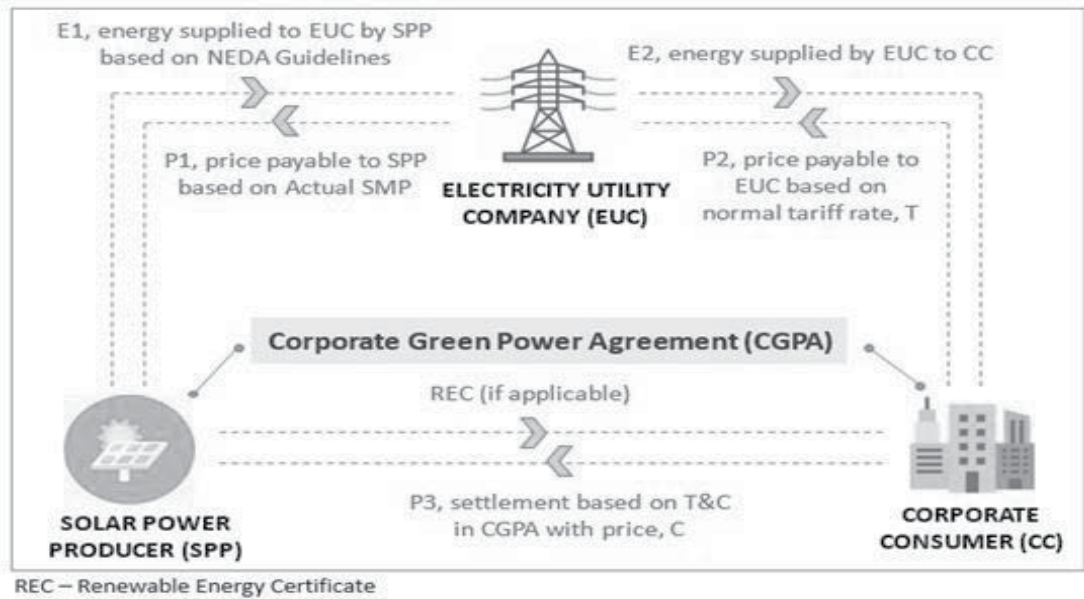 E1, energy supplied to EUC by SPP
based on NEDA Guidelines
E2, energy supplied by EUC to CC
P1, price payable to SPP
based on Actual SMP
ELECTRICITY UTILITY
COMPANY (EUC)
P2, price payable to
EUC based on
normal tariff rate, T
Corporate Green Power Agreement (CGPA)
REC (if applicable)
P3, settlement based on T&C
in CGPA with price, C
SOLAR POWER
PRODUCER (SPP)
CORPORATE
CONSUMER (CC)
REC – Renewable Energy Certificate